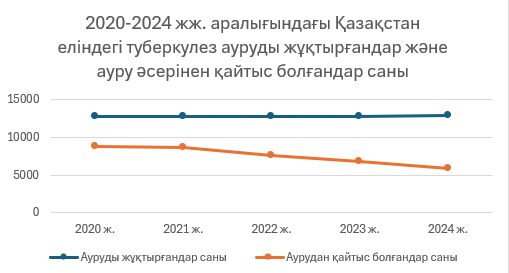 2020-2024 жж. аралығындағы Қазақстан
еліндегі туберкулез ауруды жұқтырғандар және
ауру әсерінен қайтыс болғандар саны
15000
10000
5000
0
2020 ж. 2021 ж. 2022 ж. 2023 ж. 2024 ж.
Ауруды жұқтырғандар саны Аурудан қайтыс болғандар саны